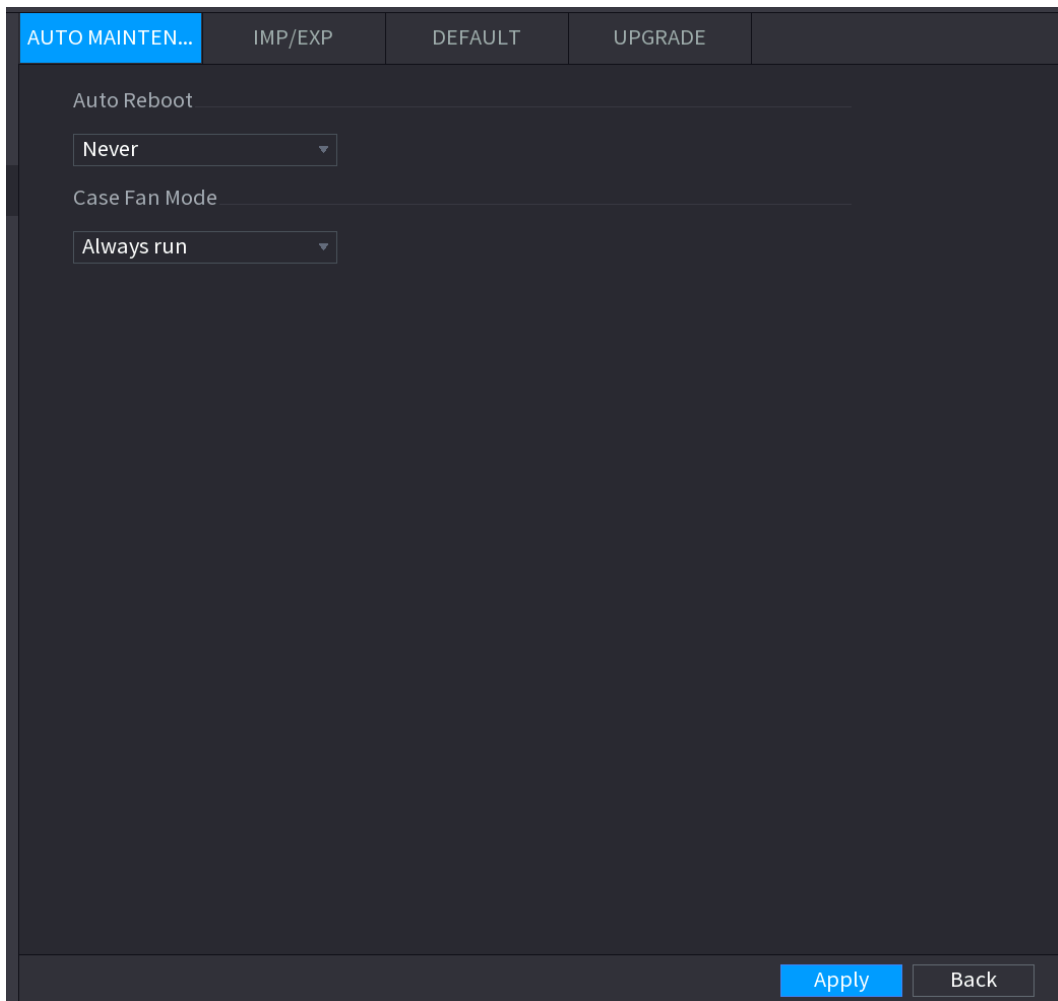 AUTO MAINTEN... IMP/EXP DEFAULT UPGRADE
Auto Reboot
Never
Case Fan Mode
Always run
Apply Back